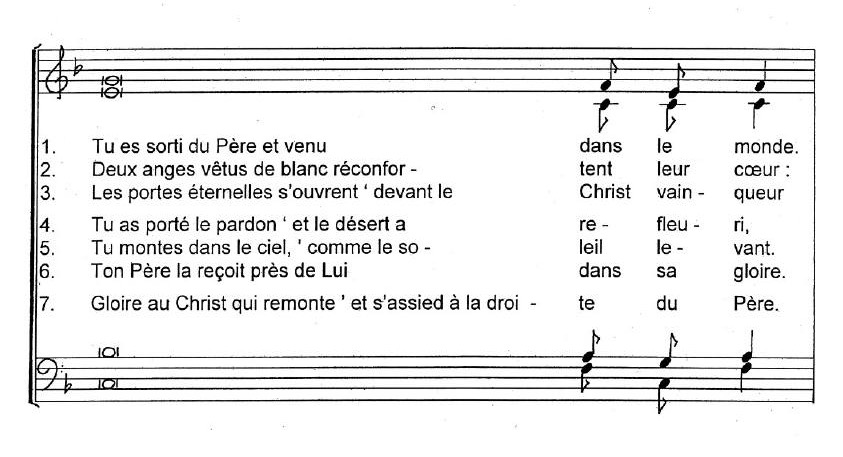 1. Tu es sorti du Père et venu dans le monde.
2. Deux anges vêtus de blanc réconfor - tent leur cœur :
3. Les portes éternelles s'ouvrent ' devant le Christ vain - queur
4. Tu as porté le pardon ' et le désert a re - fleu - ri,
5. Tu montes dans le ciel, ' comme le so - leil le - vant.
6. Ton Père la reçoit près de Lui dans sa gloire.
7. Gloire au Christ qui remonte ' et s'assied à la droi - te du Père.